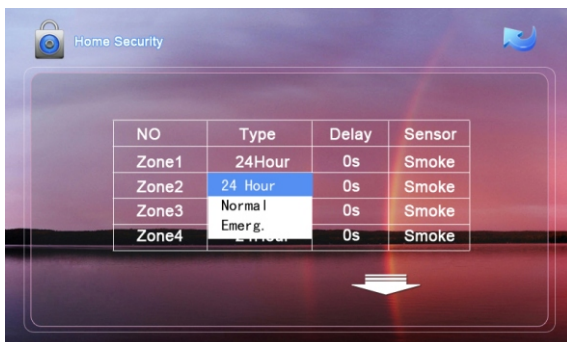 Home Security
NO Type Delay Sensor
Zone1 24Hour 0s Smoke
Zone2 24 Hour 0s Smoke
Zone3 Normal 0s Smoke
Emerg.
Zone4 0s Smoke